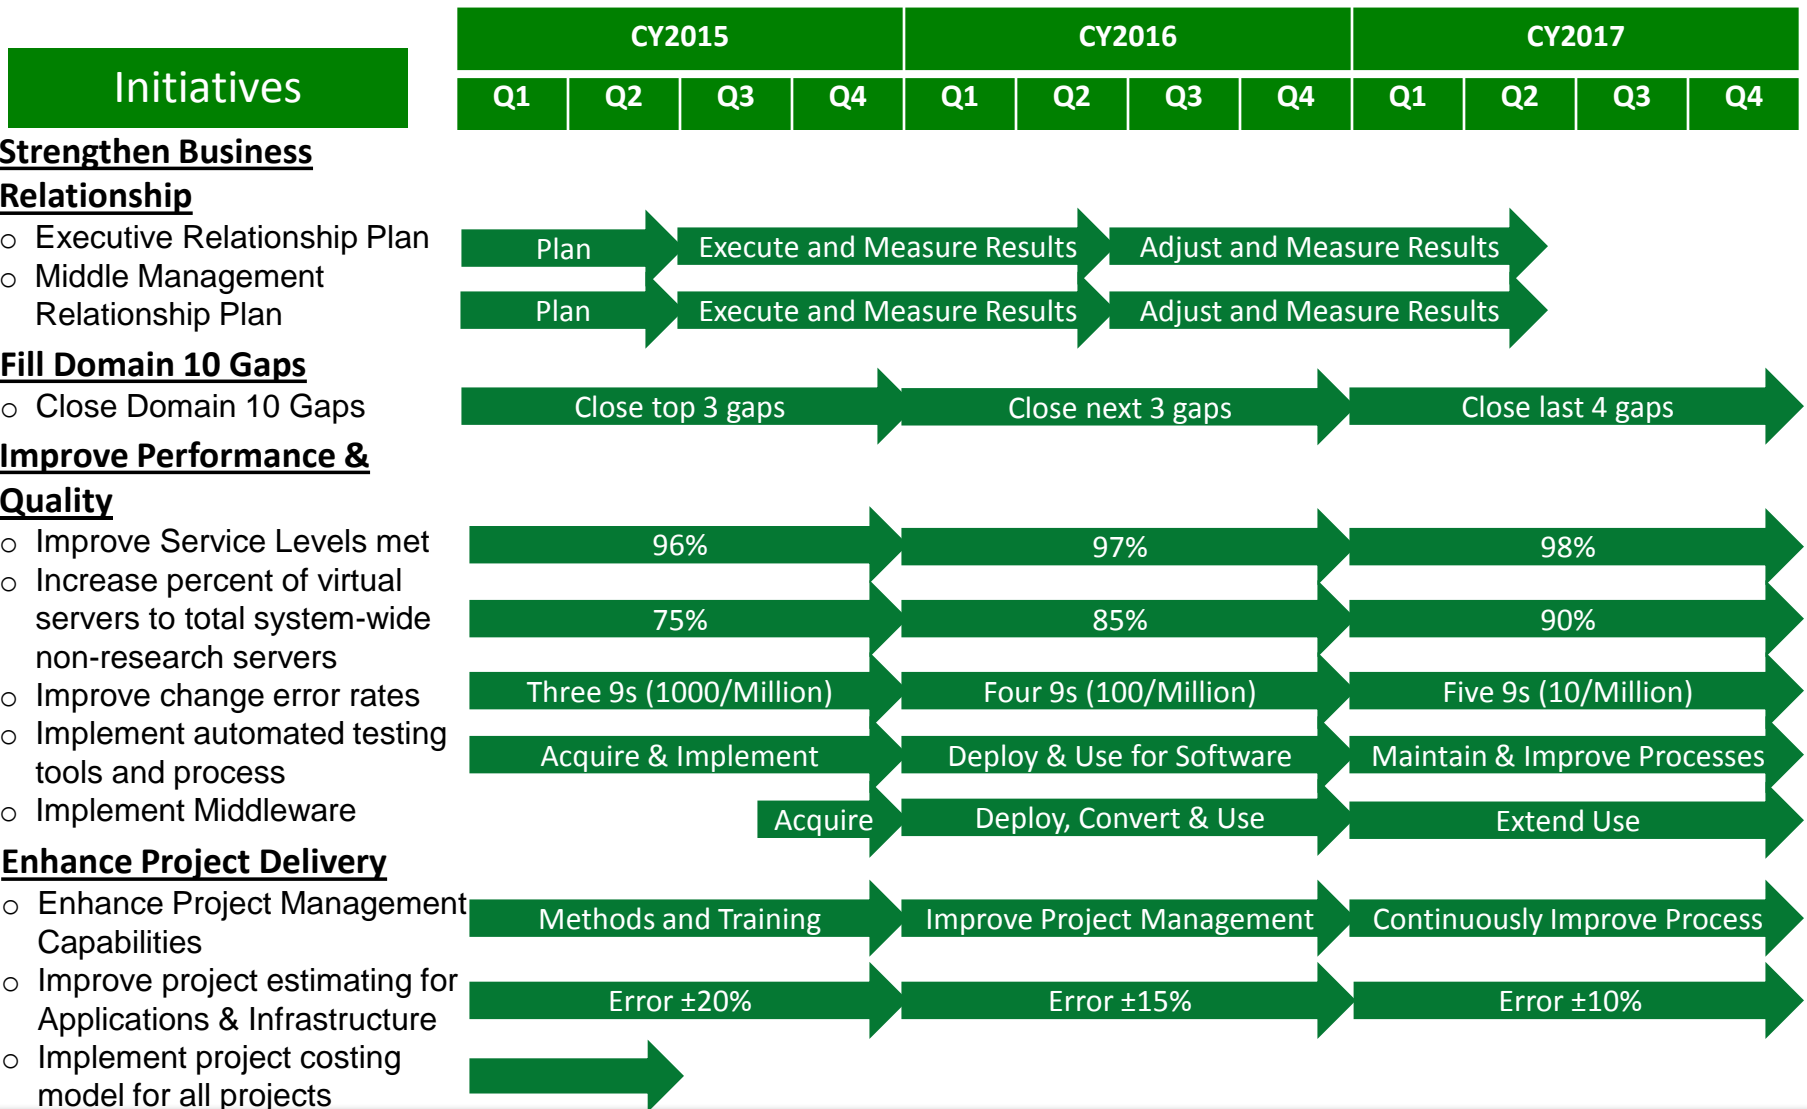 CY2015 CY2016 CY2017
Initiatives
Q1 Q2 Q3 Q4 Q1 Q2 Q3 Q4 Q1 Q2 Q3 Q4
Strengthen Business
Relationship
o Executive Relationship Plan
Plan Execute and Measure Results Adjust and Measure Results
o Middle Management
Relationship Plan
Plan Execute and Measure Results Adjust and Measure Results
Fill Domain 10 Gaps
o Close Domain 10 Gaps
Close top 3 gaps Close next 3 gaps Close last 4 gaps
Improve Performance &
Quality
o Improve Service Levels met
96% 97% 98%
o Increase percent of virtual
servers to total system-wide
non-research servers
75% 85% 90%
o Improve change error rates
Three 9s (1000/Million) Four 9s (100/Million) Five 9s (10/Million)
o Implement automated testing
tools and process
Acquire & Implement Deploy & Use for Software Maintain & Improve Processes
o Implement Middleware
Acquire Deploy, Convert & Use Extend Use
Enhance Project Delivery
o Enhance Project Management
Capabilities
Methods and Training Improve Project Management Continuously Improve Process
o Improve project estimating for
Applications & Infrastructure
Error ±20% Error ±15% Error ±10%
o Implement project costing
model for all projects